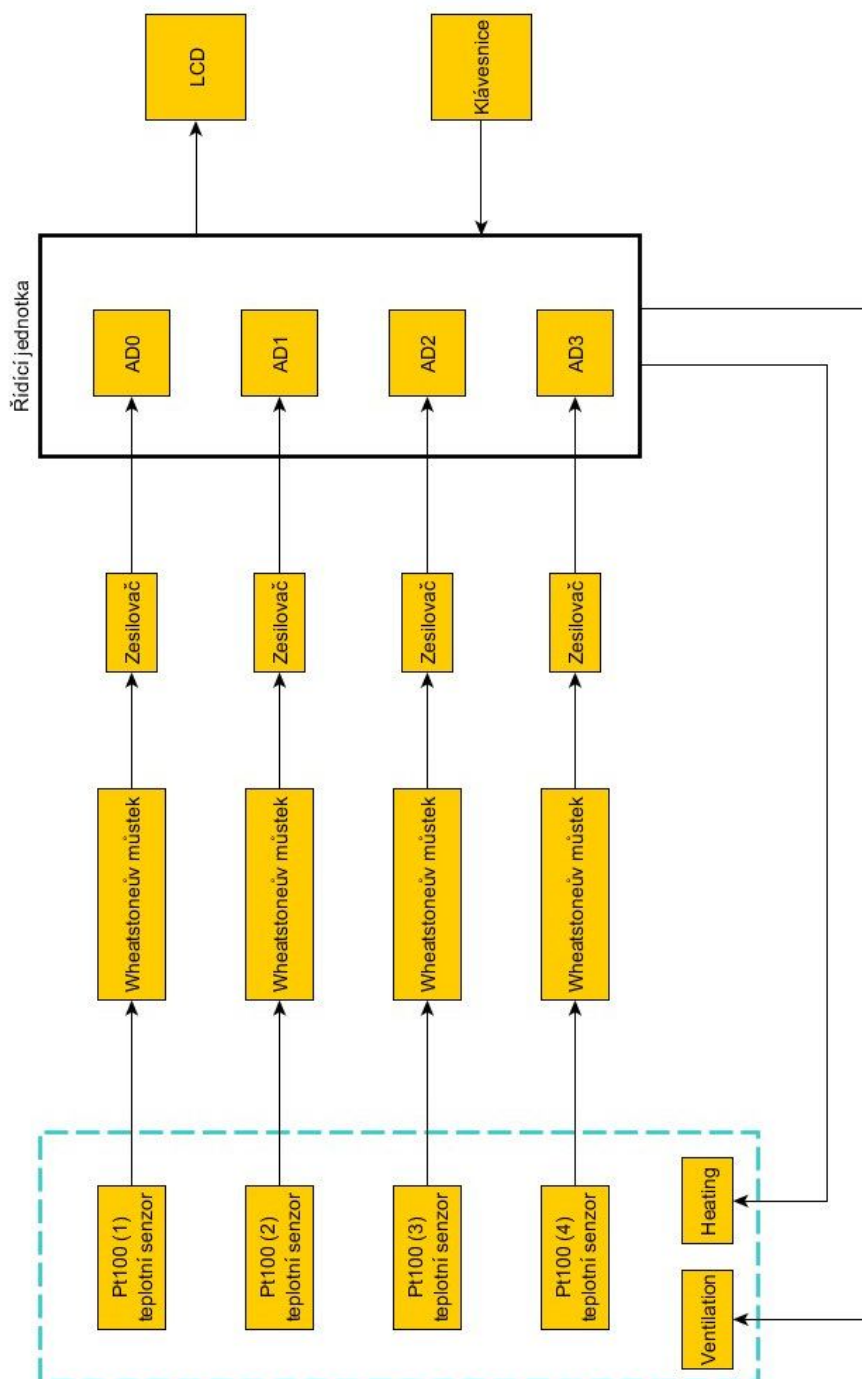 LCD
Klávesnice
Řídící jednotka
AD0
AD1
AD2
AD3
Zesilovač
Zesilovač
Zesilovač
Zesilovač
Wheatstoneův můstek
Wheatstoneův můstek
Wheatstoneův můstek
Wheatstoneův můstek
Pt100 (1)
teplotní senzor
Pt100 (2)
teplotní senzor
Pt100 (3)
teplotní senzor
Pt100 (4)
teplotní senzor
Heating
Ventilation